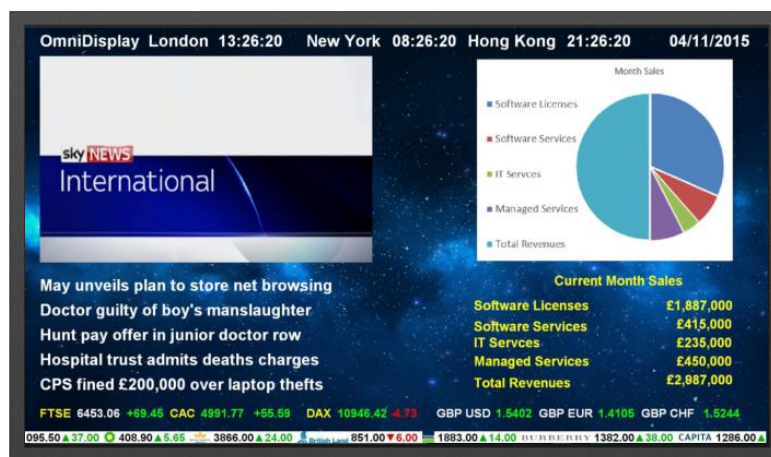 OmniDisplay London 13:26:20 New York 08:26:20 Hong Kong 21:26:20 04/11/2015
sky NEWS
International
Month Sales
Software Licenses
Software Services
IT Servces
Managed Services
Total Revenues
May unveils plan to store net browsing
Doctor guilty of boy's manslaughter
Hunt pay offer in junior doctor row
Hospital trust admits deaths charges
CPS fined £200,000 over laptop thefts
Current Month Sales
Software Licenses £1,887,000
Software Services £415,000
IT Servces £235,000
Managed Services £450,000
Total Revenues £2,987,000
FTSE 6453.06 +69.45 CAC 4991.77 +55.59 DAX 10946.42 -4.73 GBP USD 1.5402 GBP EUR 1.4105 GBP CHF 1.5244
095.50 ▲ 37.00 408.90 ▲ 5.65 3866.00 ▲ 24.00 British Land 851.00 ▼ 6.00 1883.00 ▲ 14.00 BURBERRY 1382.00 ▲ 38.00 CAPITA 1286.00 ▲